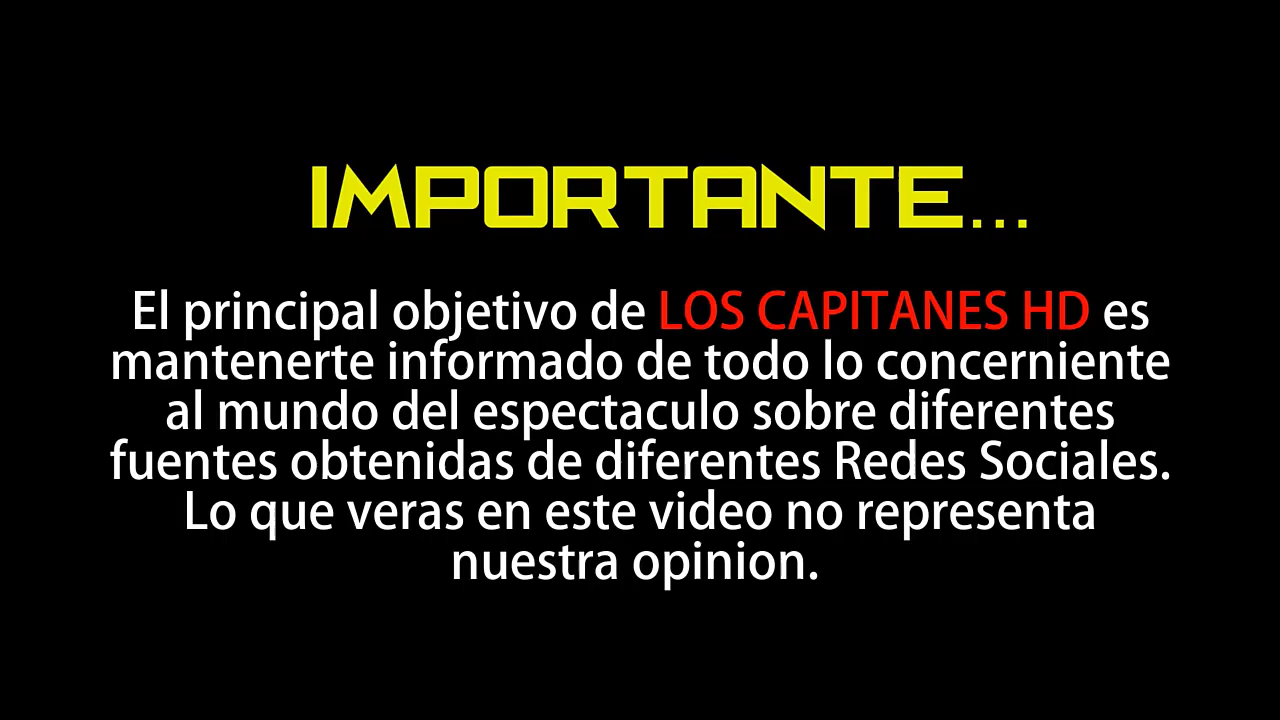 IMPORTANTE...
El principal objetivo de LOS CAPITANES HD es
mantenerte informado de todo lo concerniente
al mundo del espectaculo sobre diferentes
fuentes obtenidas de diferentes Redes Sociales.
Lo que veras en este video no representa
nuestra opinion.